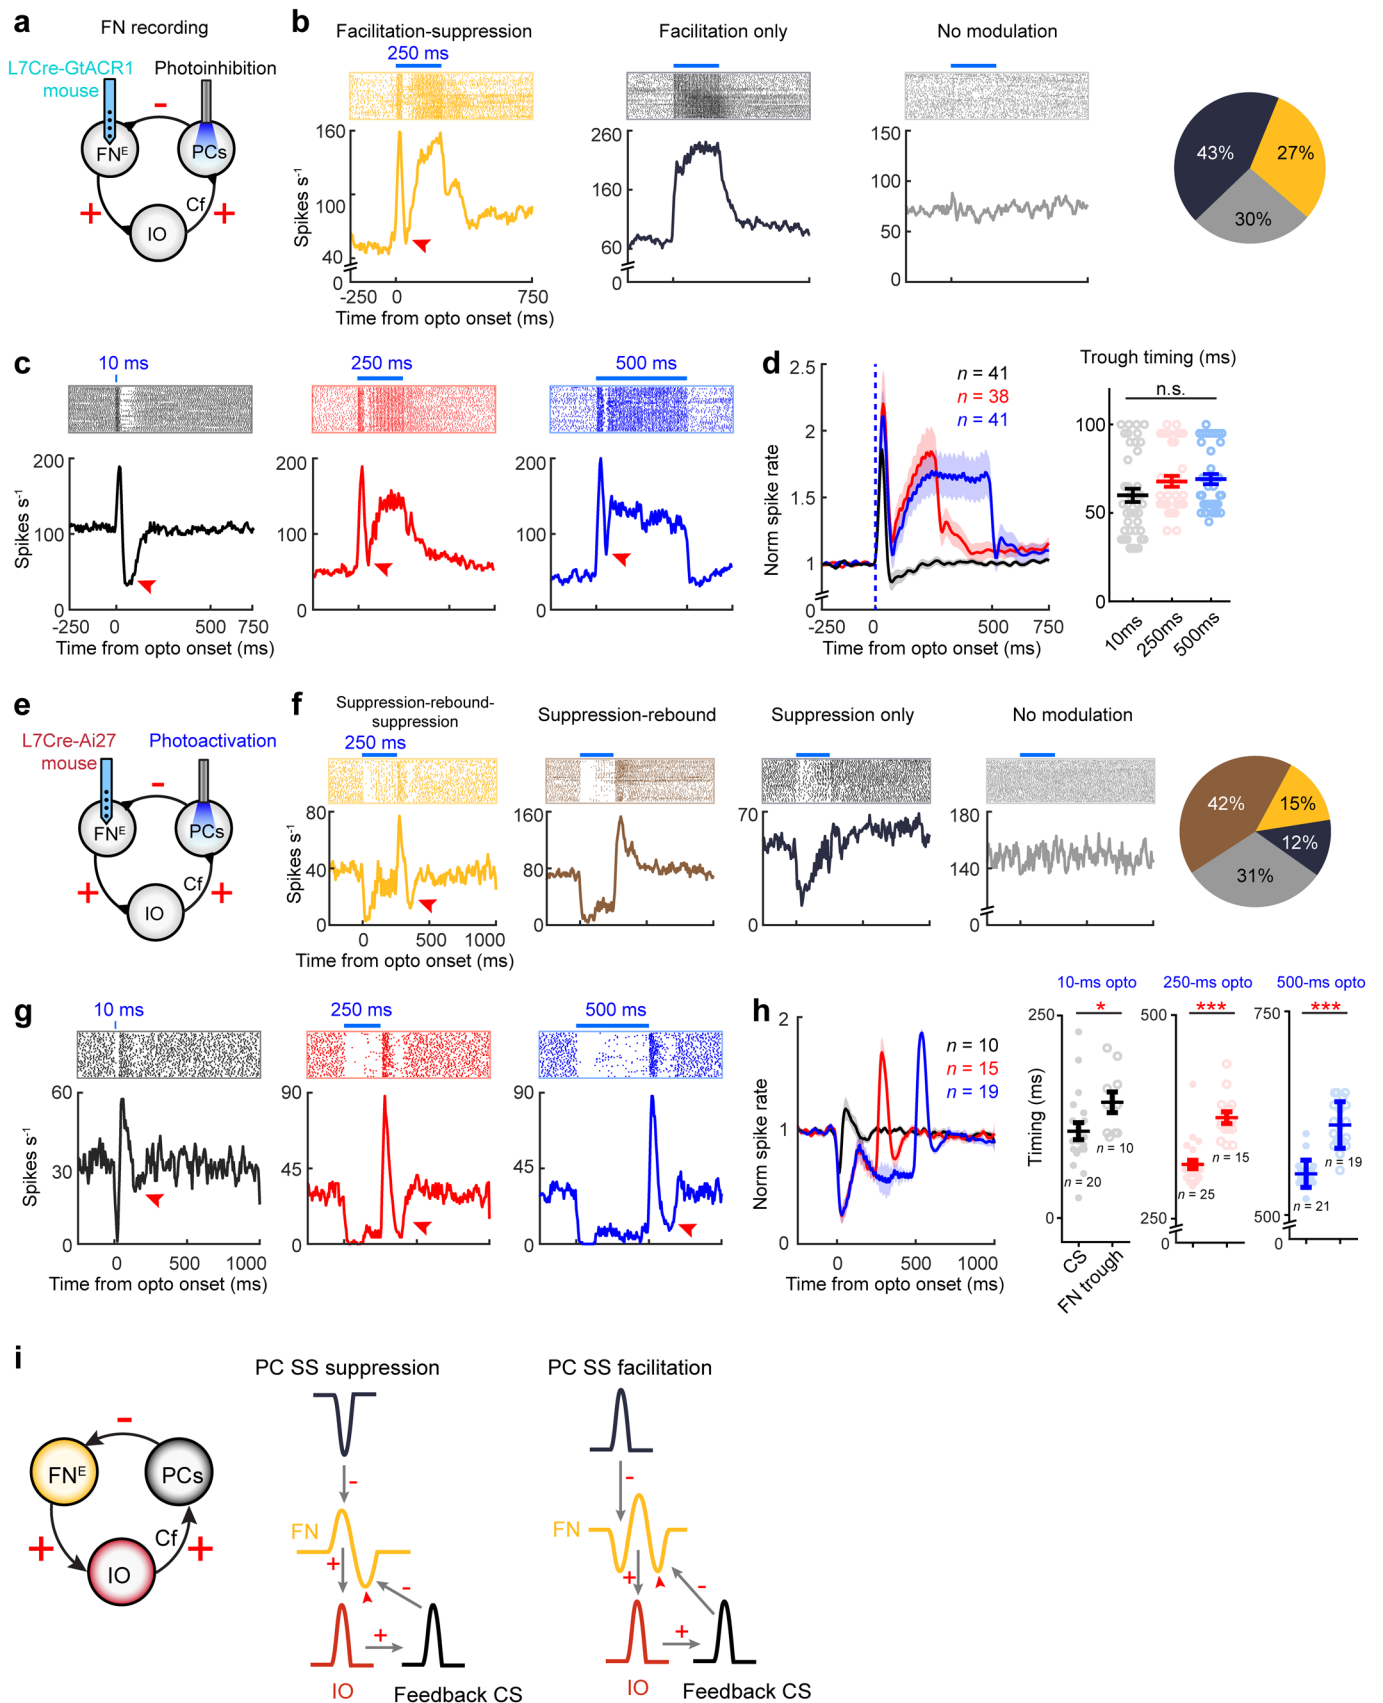 a
FN recording
L7Cre-GtACR1
mouse
Photoinhibition
−
FNᴱ
PCs
+
Cf
+
IO
b
Facilitation-suppression
Facilitation only
No modulation
250 ms
160
100
40
0
Spikes s⁻¹
-250
0
750
Time from opto onset (ms)
260
160
60
0
150
100
50
0
43%
27%
30%
c
10 ms
250 ms
500 ms
200
100
0
Spikes s⁻¹
-250
0
500
750
Time from opto onset (ms)
200
100
0
200
100
0
d
2.5
2
1.5
1
0
Norm spike rate
n = 41
n = 38
n = 41
-250
0
500
750
Time from opto onset (ms)
Trough timing (ms)
n.s.
100
50
0
10ms
250ms
500ms
e
L7Cre-Ai27
mouse
Photoactivation
−
FNᴱ
PCs
+
Cf
+
IO
f
Suppression-rebound-
suppression
Suppression-rebound
Suppression only
No modulation
250 ms
80
40
0
Spikes s⁻¹
0
500
1000
Time from opto onset (ms)
160
80
0
70
0
180
140
0
42%
15%
12%
31%
g
10 ms
250 ms
500 ms
60
30
0
Spikes s⁻¹
0
500
1000
Time from opto onset (ms)
90
45
0
90
45
0
h
2
1
0
Norm spike rate
n = 10
n = 15
n = 19
0
500
1000
Time from opto onset (ms)
10-ms opto
250-ms opto
500-ms opto
*
***
***
Timing (ms)
250
0
n = 20
n = 10
CS
FN trough
500
250
0
n = 25
n = 15
750
500
0
n = 21
n = 19
i
−
FNᴱ
PCs
+
Cf
+
IO
PC SS suppression
-
FN
+
-
+
IO
Feedback CS
PC SS facilitation
-
FN
+
-
+
IO
Feedback CS